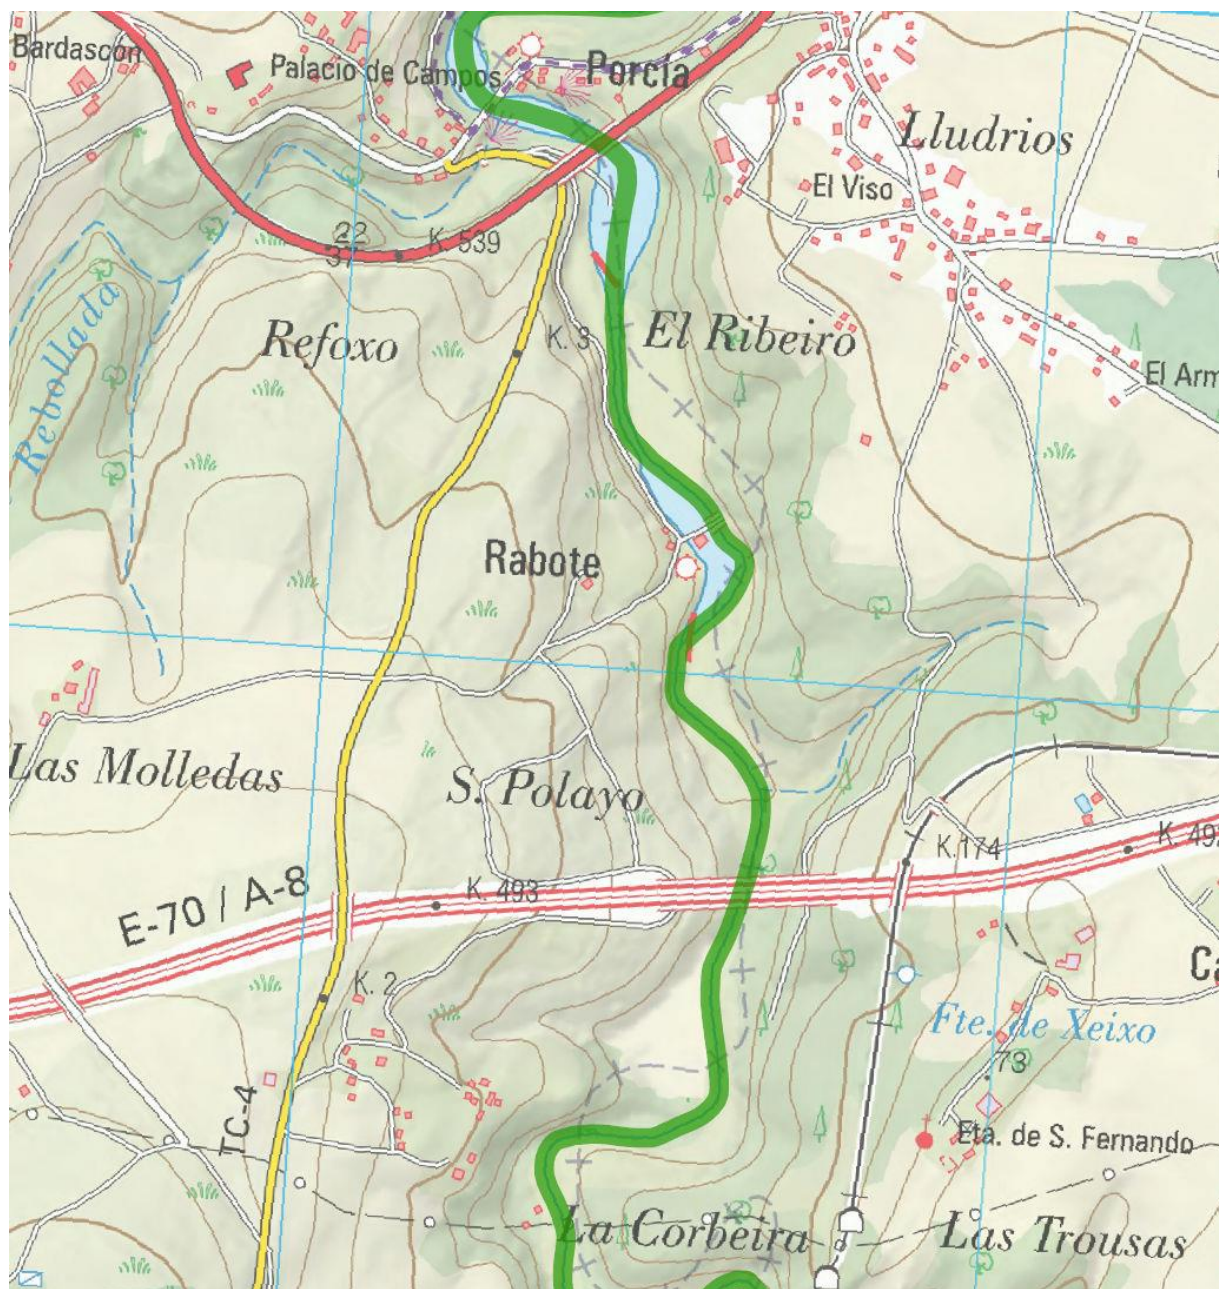 Bardascón
Palacio de Campos
Porcía
Lludrios
El Viso
22
37
K. 539
Rebollada
Refoxo
K. 3
El Ribeiro
El Arm
Rabote
Las Molledas
S. Polayo
K. 174
K. 492
E-70 / A-8
K. 493
K. 2
Ca
Fte. de Xeixo
73
TC-4
Eta. de S. Fernando
La Corbeira
Las Trousas